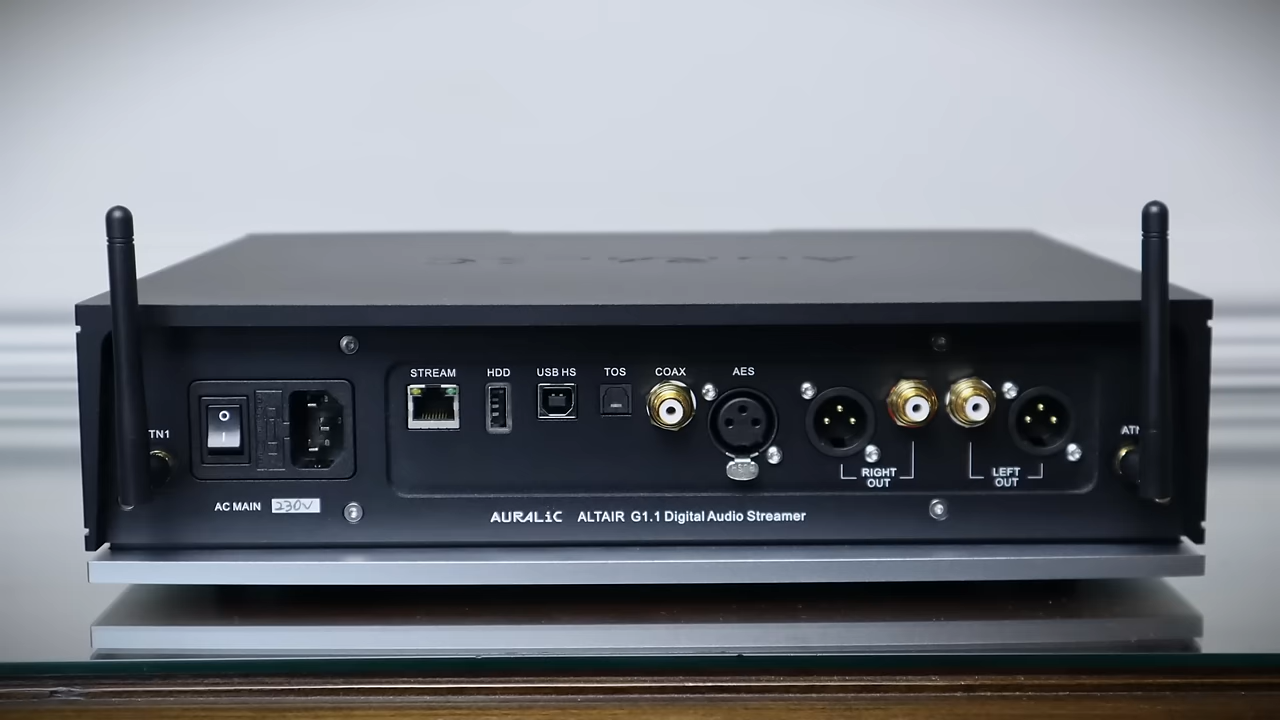 STREAM HDD USB HS TOS COAX AES
O
I
TN1
ATN
RIGHT OUT
LEFT OUT
AC MAIN 230V
AURALiC ALTAIR G1.1 Digital Audio Streamer